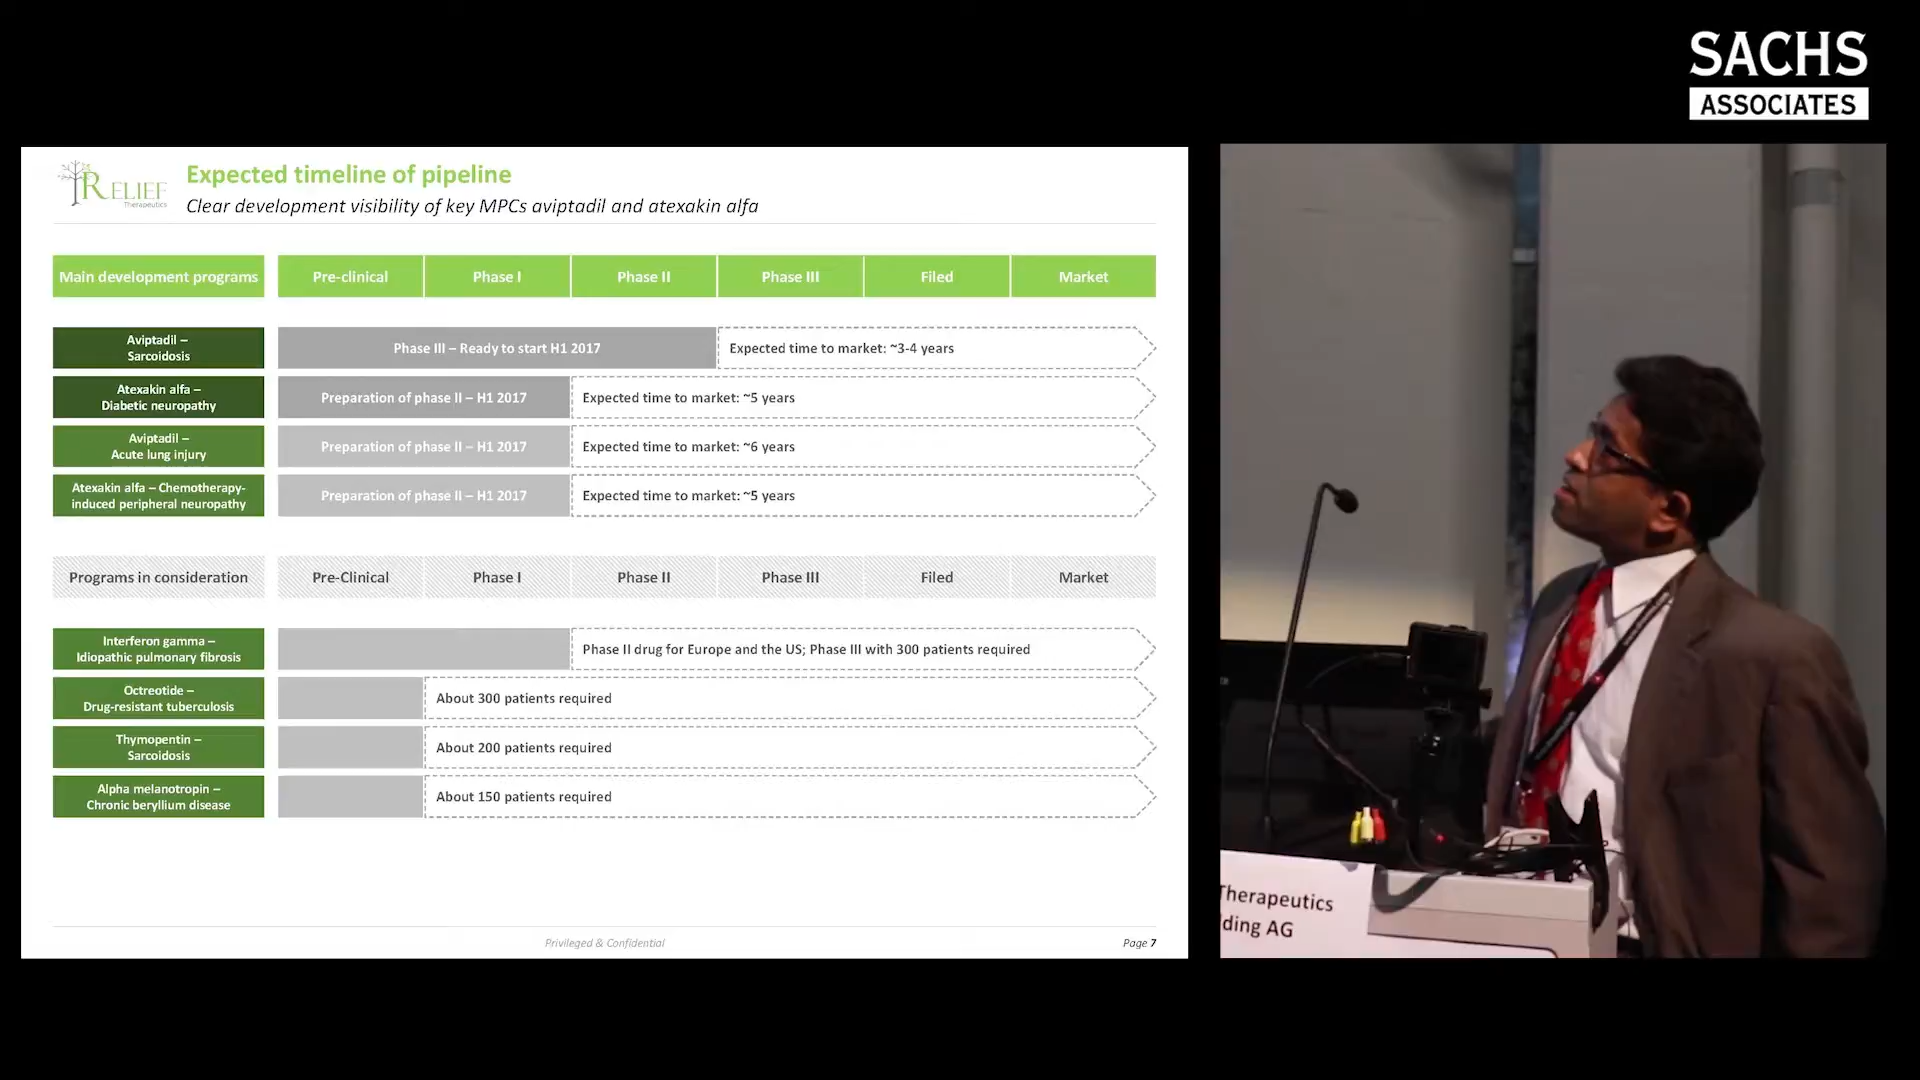 SACHS
ASSOCIATES
RELIEF
Therapeutics
Expected timeline of pipeline
Clear development visibility of key MPCs aviptadil and atexakin alfa
Main development programs
Pre-clinical
Phase I
Phase II
Phase III
Filed
Market
Aviptadil –
Sarcoidosis
Phase III – Ready to start H1 2017
Expected time to market: ~3-4 years
Atexakin alfa –
Diabetic neuropathy
Preparation of phase II – H1 2017
Expected time to market: ~5 years
Aviptadil –
Acute lung injury
Preparation of phase II – H1 2017
Expected time to market: ~6 years
Atexakin alfa – Chemotherapy-
induced peripheral neuropathy
Preparation of phase II – H1 2017
Expected time to market: ~5 years
Programs in consideration
Pre-Clinical
Phase I
Phase II
Phase III
Filed
Market
Interferon gamma –
Idiopathic pulmonary fibrosis
Phase II drug for Europe and the US; Phase III with 300 patients required
Octreotide –
Drug-resistant tuberculosis
About 300 patients required
Thymopentin –
Sarcoidosis
About 200 patients required
Alpha melanotropin –
Chronic beryllium disease
About 150 patients required
Privileged & Confidential
Page 7
Therapeutics
lding AG